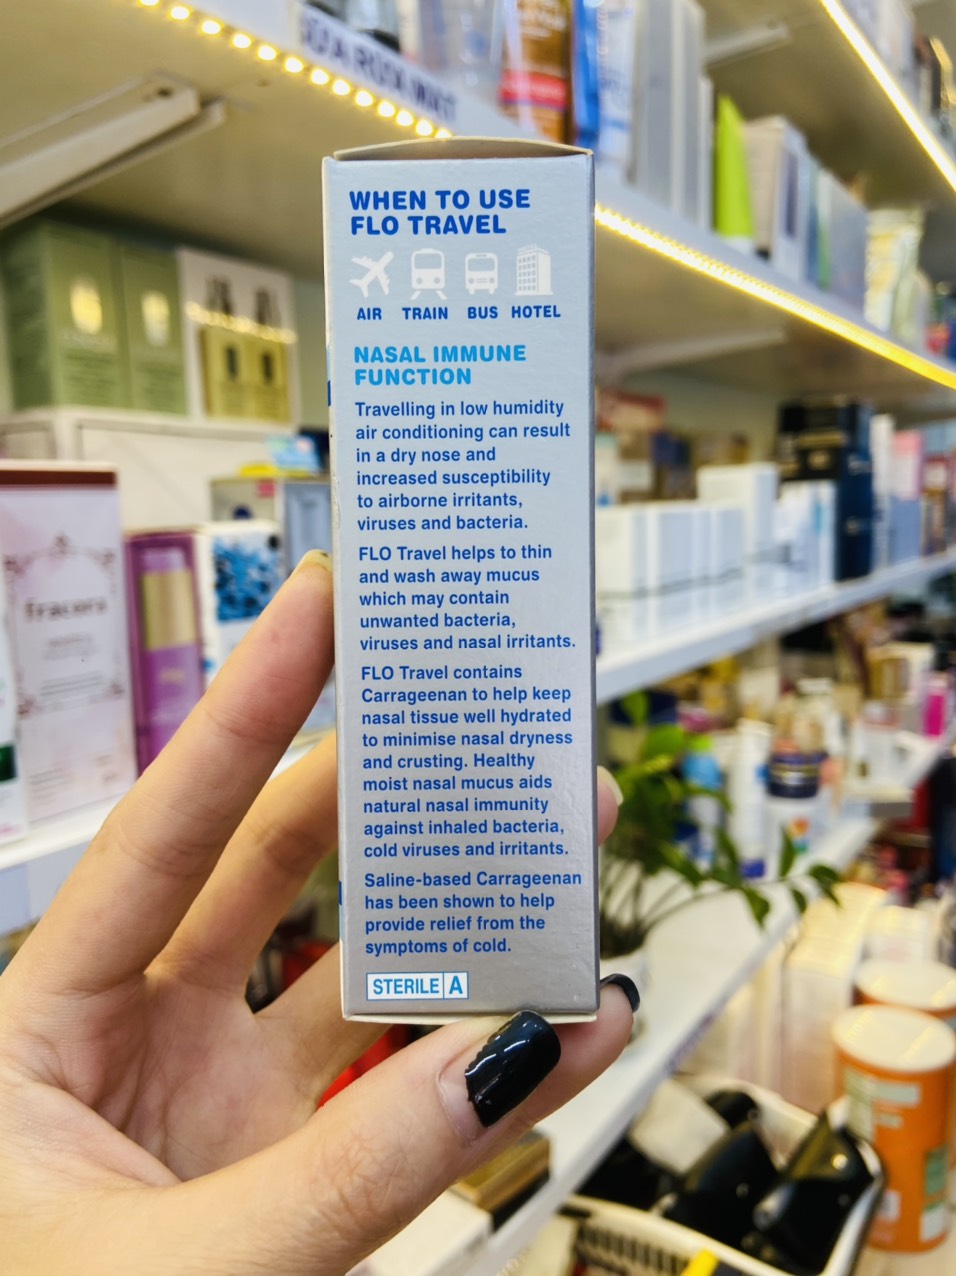 WHEN TO USE
FLO TRAVEL
AIR TRAIN BUS HOTEL
NASAL IMMUNE
FUNCTION
Travelling in low humidity
air conditioning can result
in a dry nose and
increased susceptibility
to airborne irritants,
viruses and bacteria.
FLO Travel helps to thin
and wash away mucus
which may contain
unwanted bacteria,
viruses and nasal irritants.
FLO Travel contains
Carrageenan to help keep
nasal tissue well hydrated
to minimise nasal dryness
and crusting. Healthy
moist nasal mucus aids
natural nasal immunity
against inhaled bacteria,
cold viruses and irritants.
Saline-based Carrageenan
has been shown to help
provide relief from the
symptoms of cold.
STERILE A
fracora